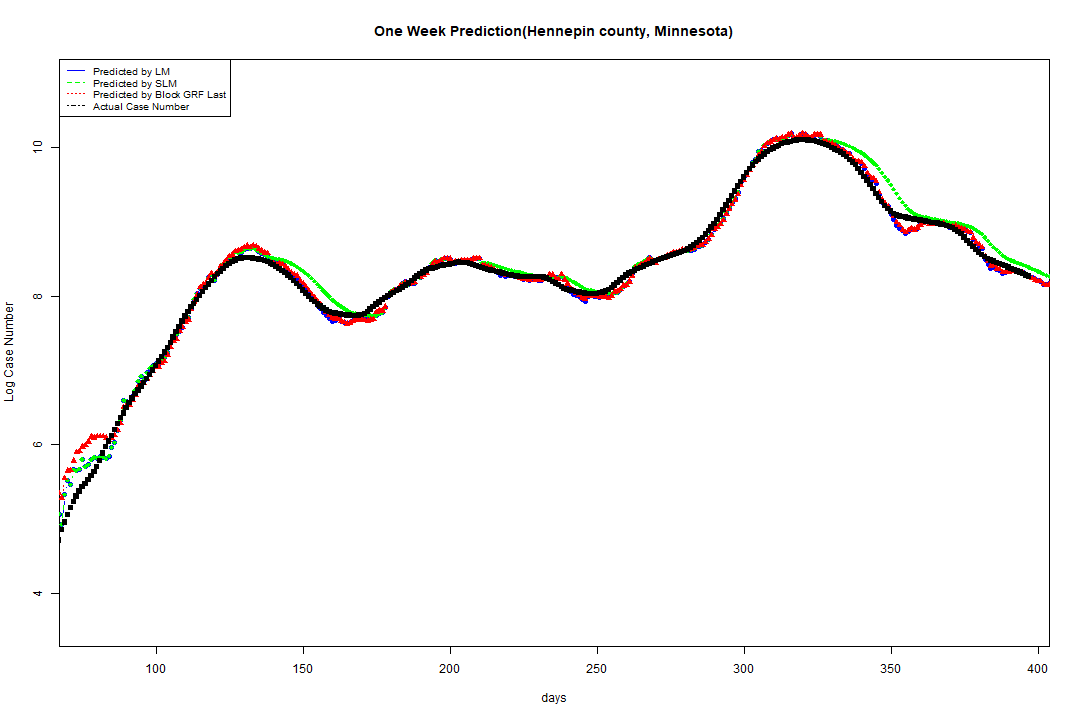 One Week Prediction(Hennepin county, Minnesota)
Predicted by LM
Predicted by SLM
Predicted by Block GRF Last
Actual Case Number
10
8
6
4
Log Case Number
100 150 200 250 300 350 400
days